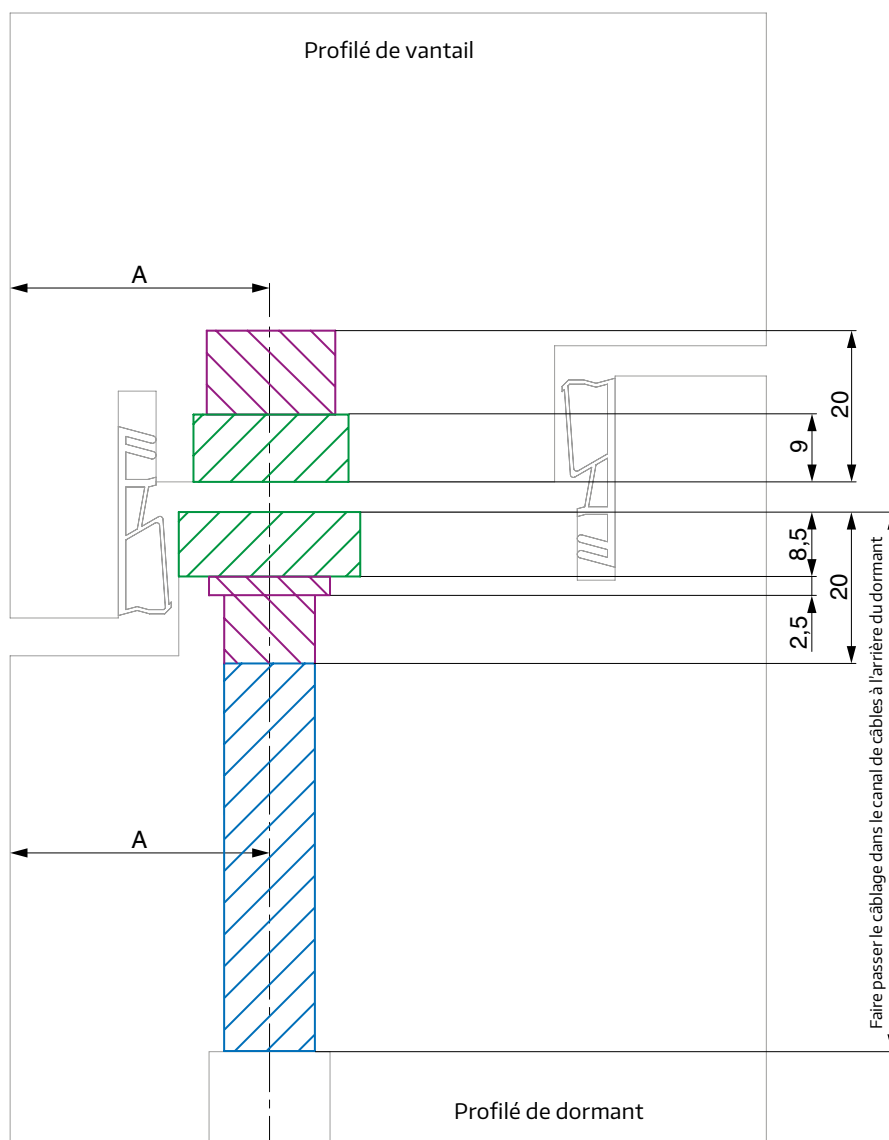 Profilé de vantail
A
20
9
8,5
20
2,5
Faire passer le câblage dans le canal de câbles à l'arrière du dormant
A
Profilé de dormant